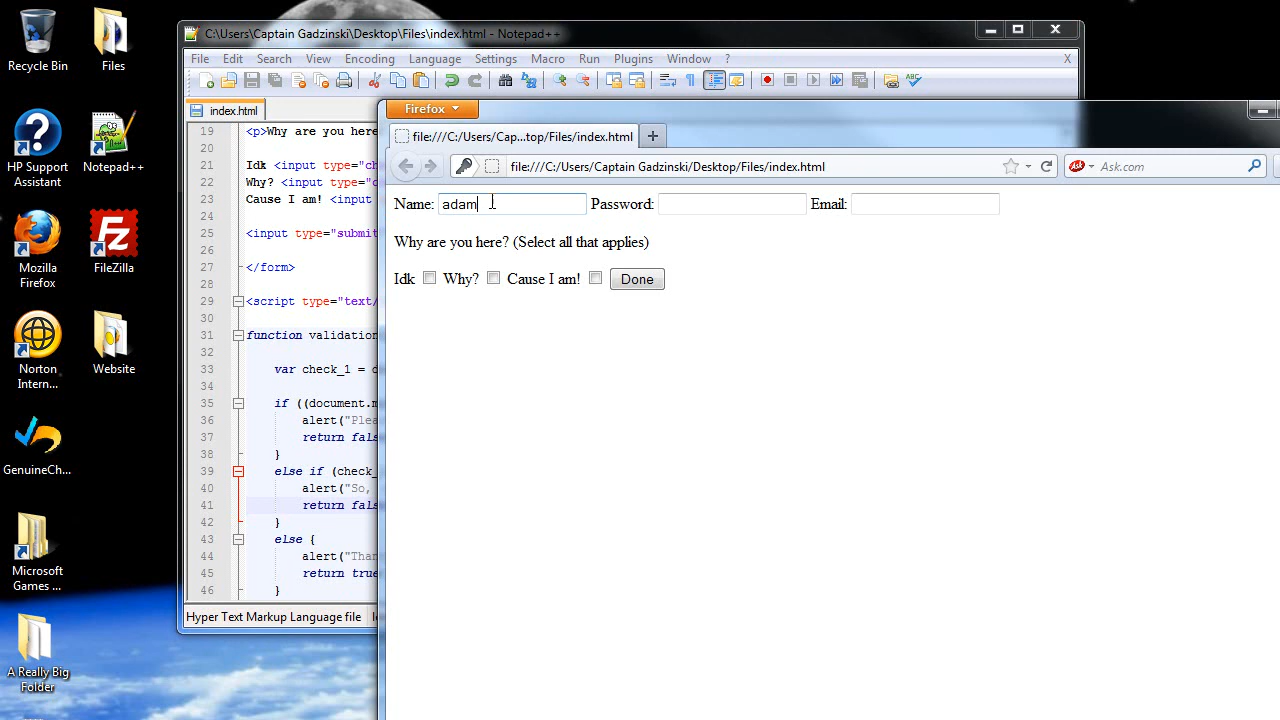 Recycle Bin
Files
HP Support
Assistant
Notepad++
Mozilla
Firefox
FileZilla
Norton
Intern...
Website
GenuineCh...
Microsoft
Games ...
A Really Big
Folder
C:\Users\Captain Gadzinski\Desktop\Files\index.html - Notepad++
File Edit Search View Encoding Language Settings Macro Run Plugins Window ? X
index.html
19 <p>Why are you here
20
21 Idk <input type="ch
22 Why? <input type="c
23 Cause I am! <input
24
25 <input type="submit
26
27 </form>
28
29 <script type="text/
30
31 function validation
32
33 var check_1 = d
34
35 if ((document.m
36 alert("Plea
37 return fals
38 }
39 else if (check_
40 alert("So,
41 return fals
42 }
43 else {
44 alert("Than
45 return true
46 }
Hyper Text Markup Language file
Firefox
file:///C:/Users/Cap...top/Files/index.html
file:///C:/Users/Captain Gadzinski/Desktop/Files/index.html
Ask Ask.com
Name: adam Password: Email:
Why are you here? (Select all that applies)
Idk Why? Cause I am! Done